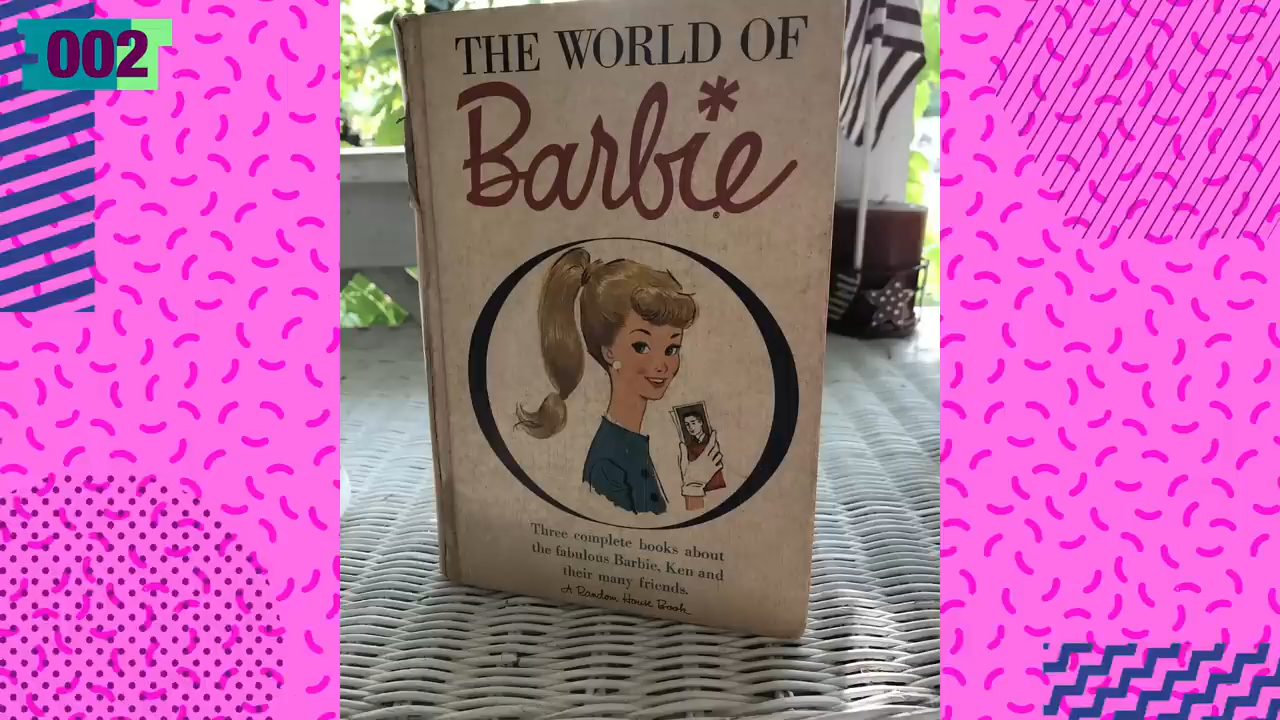 002
THE WORLD OF
Barbie*
®
Three complete books about
the fabulous Barbie, Ken and
their many friends.
A Random House Book